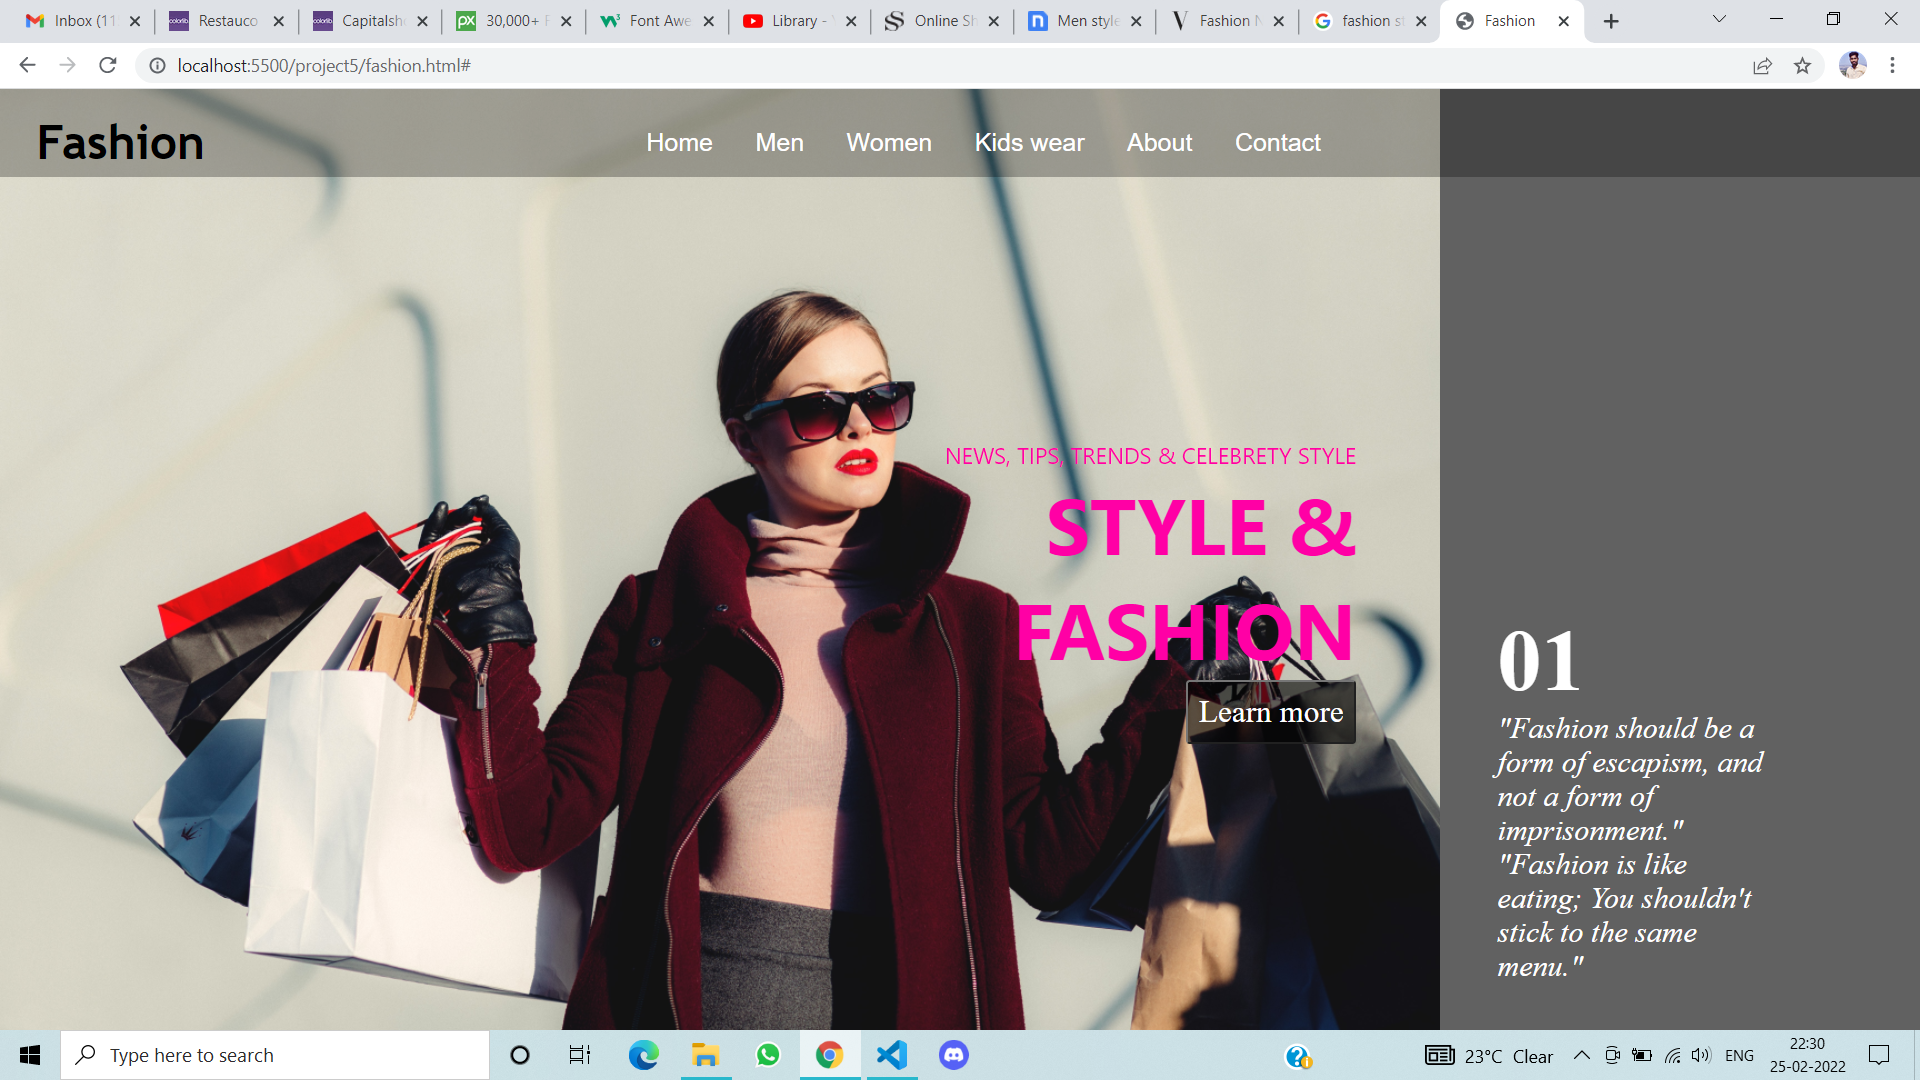 Inbox (11
Restauco
Capitalsh
30,000+ F
Font Awe
Library -
Online Sh
Men style
Fashion N
fashion st
Fashion
localhost:5500/project5/fashion.html#
Fashion
Home Men Women Kids wear About Contact
NEWS, TIPS, TRENDS & CELEBRETY STYLE
STYLE &
FASHION
Learn more
01
"Fashion should be a
form of escapism, and
not a form of
imprisonment."
"Fashion is like
eating; You shouldn't
stick to the same
menu."
Type here to search
23°C Clear
ENG
22:30
25-02-2022